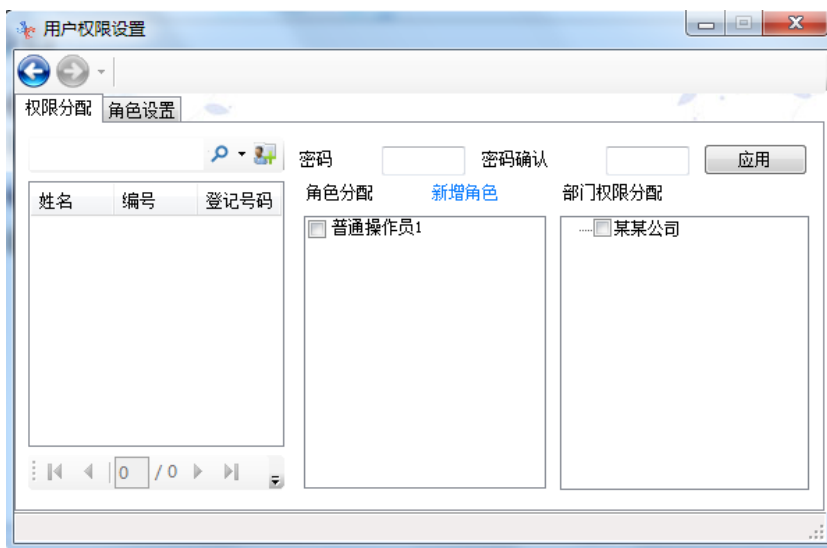 用户权限设置
权限分配 角色设置
密码 密码确认 应用
角色分配 新增角色 部门权限分配
姓名 编号 登记号码
普通操作员1 某某公司
0 / 0